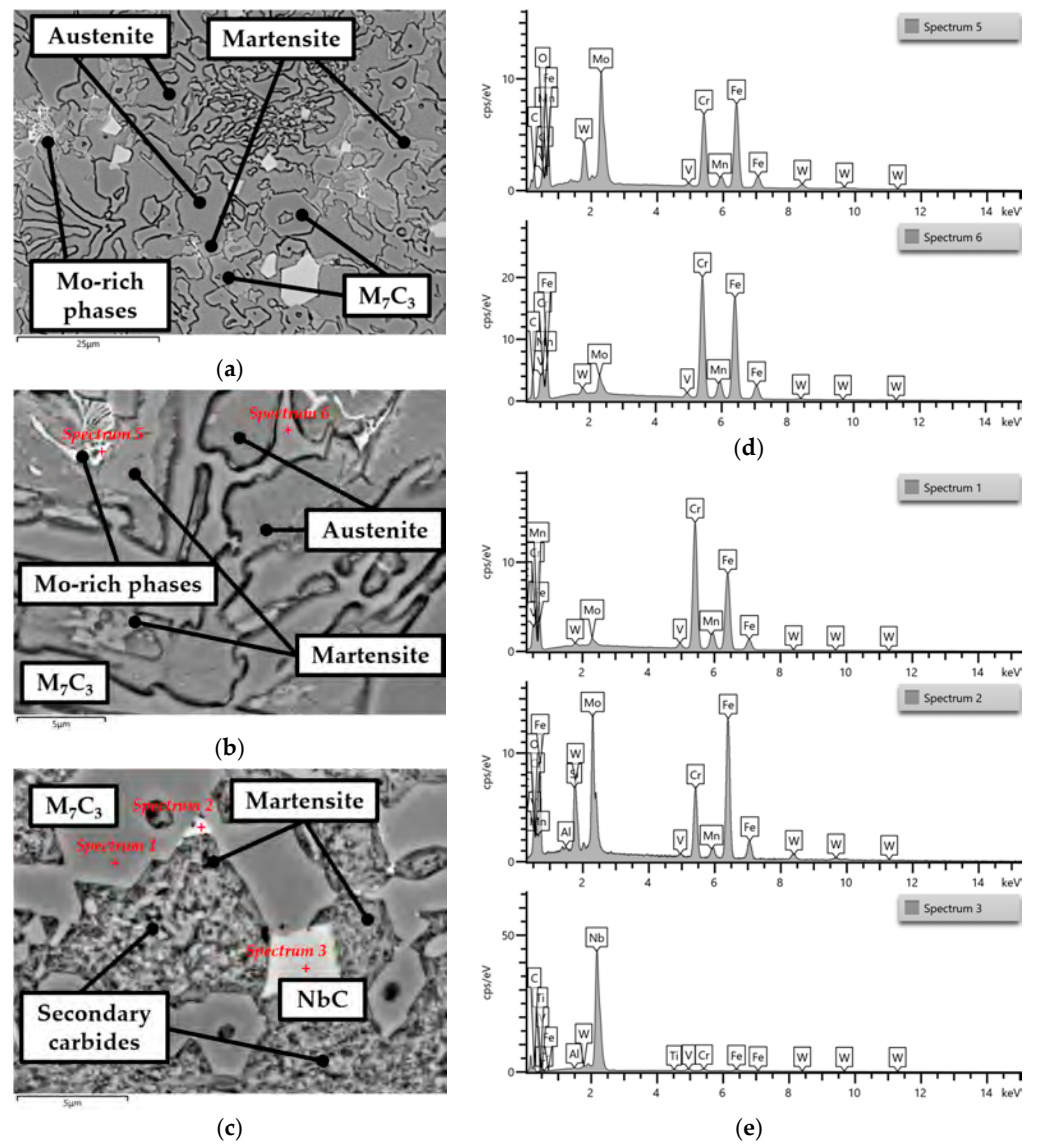 Austenite
Martensite
Mo-rich
phases
M₇C₃
25µm
(a)
Spectrum 5
Spectrum 6
Austenite
Mo-rich phases
Martensite
M₇C₃
5µm
(b)
M₇C₃
Martensite
Spectrum 2
Spectrum 1
Spectrum 3
NbC
Secondary
carbides
5µm
(c)
Spectrum 5
cps/eV
10
0
O
Fe
C
W
Mo
V
Cr
Mn
Fe
Fe
W
W
W
2 4 6 8 10 12 14 keV
Spectrum 6
cps/eV
20
10
0
Fe
C
W
Mo
V
Cr
Mn
Fe
Fe
W
W
W
2 4 6 8 10 12 14 keV
(d)
Spectrum 1
cps/eV
10
0
Mn
W
Mo
V
Cr
Mn
Fe
Fe
W
W
W
2 4 6 8 10 12 14 keV
Spectrum 2
cps/eV
10
0
Fe
Al
W
Mo
V
Cr
Mn
Fe
Fe
W
W
W
2 4 6 8 10 12 14 keV
Spectrum 3
cps/eV
50
0
C
Ti
Fe
Al
W
Nb
Ti
V
Cr
Fe
Fe
W
W
W
2 4 6 8 10 12 14 keV
(e)